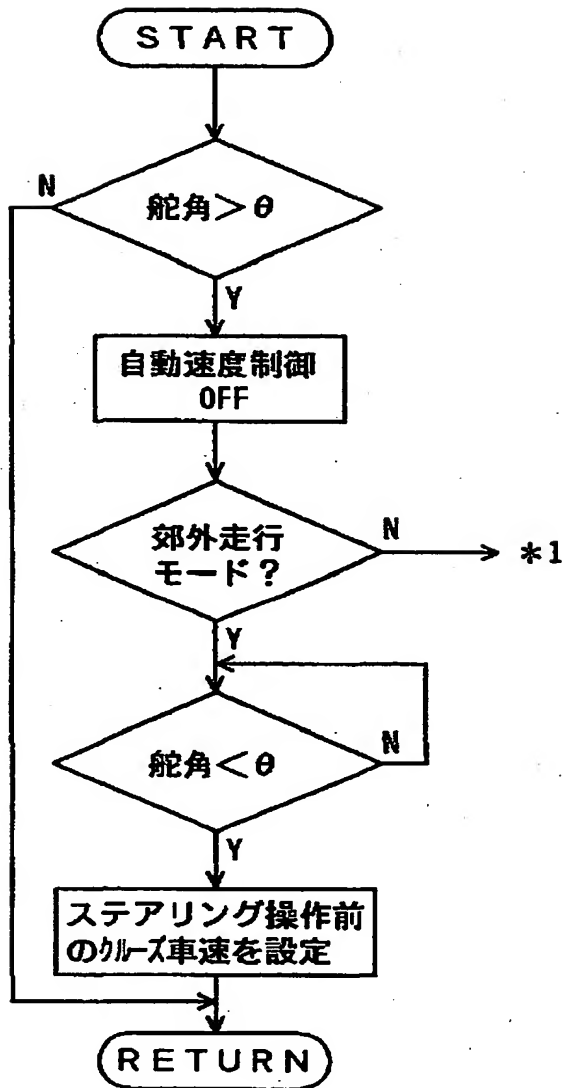 START
N
舵角>θ
Y
自動速度制御
OFF
郊外走行
モード?
N
*1
Y
舵角<θ
N
Y
ステアリング操作前
のクルーズ車速を設定
RETURN